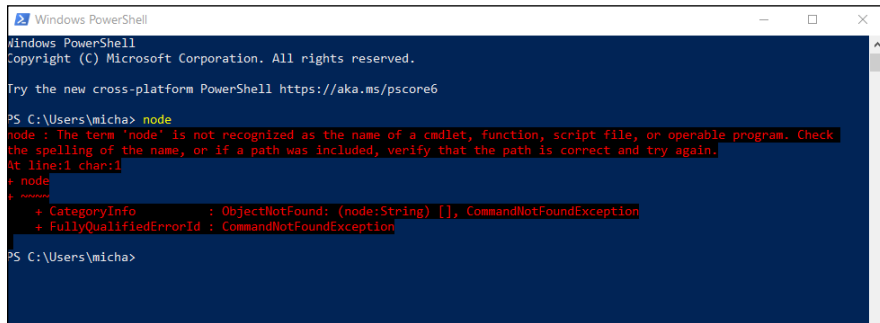 Windows PowerShell
Windows PowerShell
Copyright (C) Microsoft Corporation. All rights reserved.
Try the new cross-platform PowerShell https://aka.ms/pscore6
PS C:\Users\micha> node
node : The term 'node' is not recognized as the name of a cmdlet, function, script file, or operable program. Check
the spelling of the name, or if a path was included, verify that the path is correct and try again.
At line:1 char:1
+ node
+ ~~~~
    + CategoryInfo          : ObjectNotFound: (node:String) [], CommandNotFoundException
    + FullyQualifiedErrorId : CommandNotFoundException
PS C:\Users\micha>